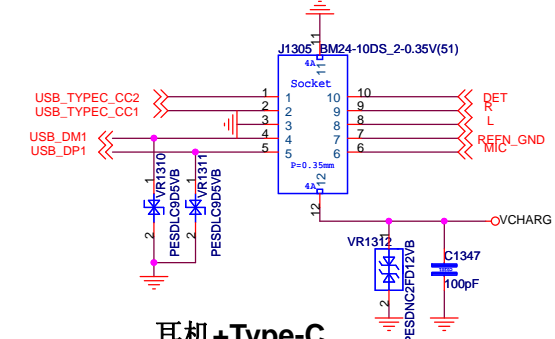 11
J1305 BM24-10DS_2-0.35V(51)
4A 11
Socket
USB_TYPEC_CC2 1 1 10 10 DET
USB_TYPEC_CC1 2 2 9 9 R
3 3 8 8 L
USB_DM1 4 4 7 7 REFN_GND
USB_DP1 5 5 6 6 MIC
P=0.35mm
4A 12
12
VR1310
PESDLC9D5VB
1
2
VR1311
PESDLC9D5VB
1
2
VCHARG
VR1312
PESDNC2FD12VB
1
2
C1347
100pF
耳机+Type-C